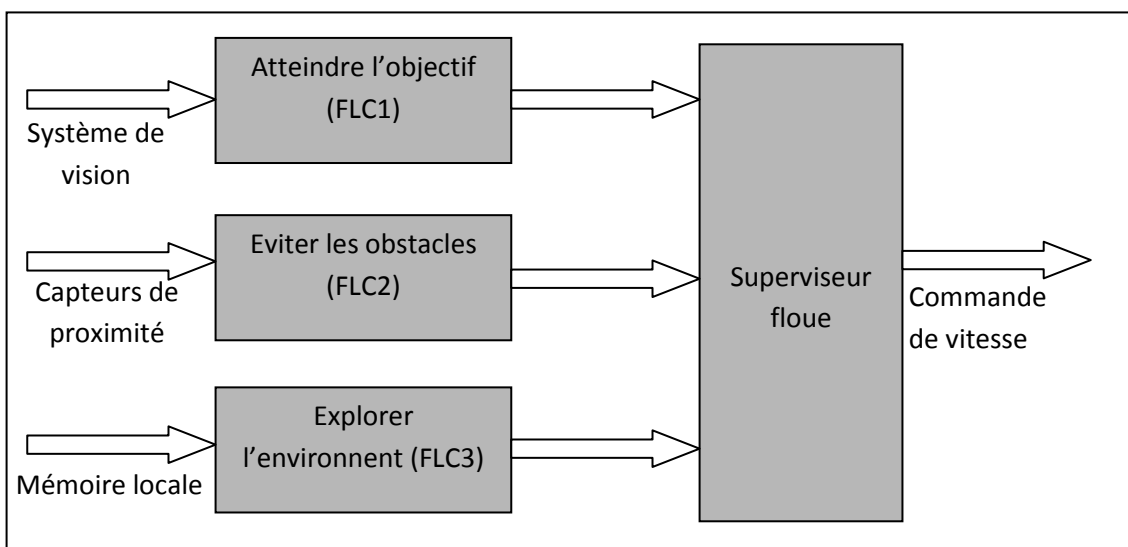 Atteindre l’objectif
(FLC1)
Système de
vision
Eviter les obstacles
(FLC2)
Capteurs de
proximité
Explorer
l’environnent (FLC3)
Mémoire locale
Superviseur
floue
Commande
de vitesse